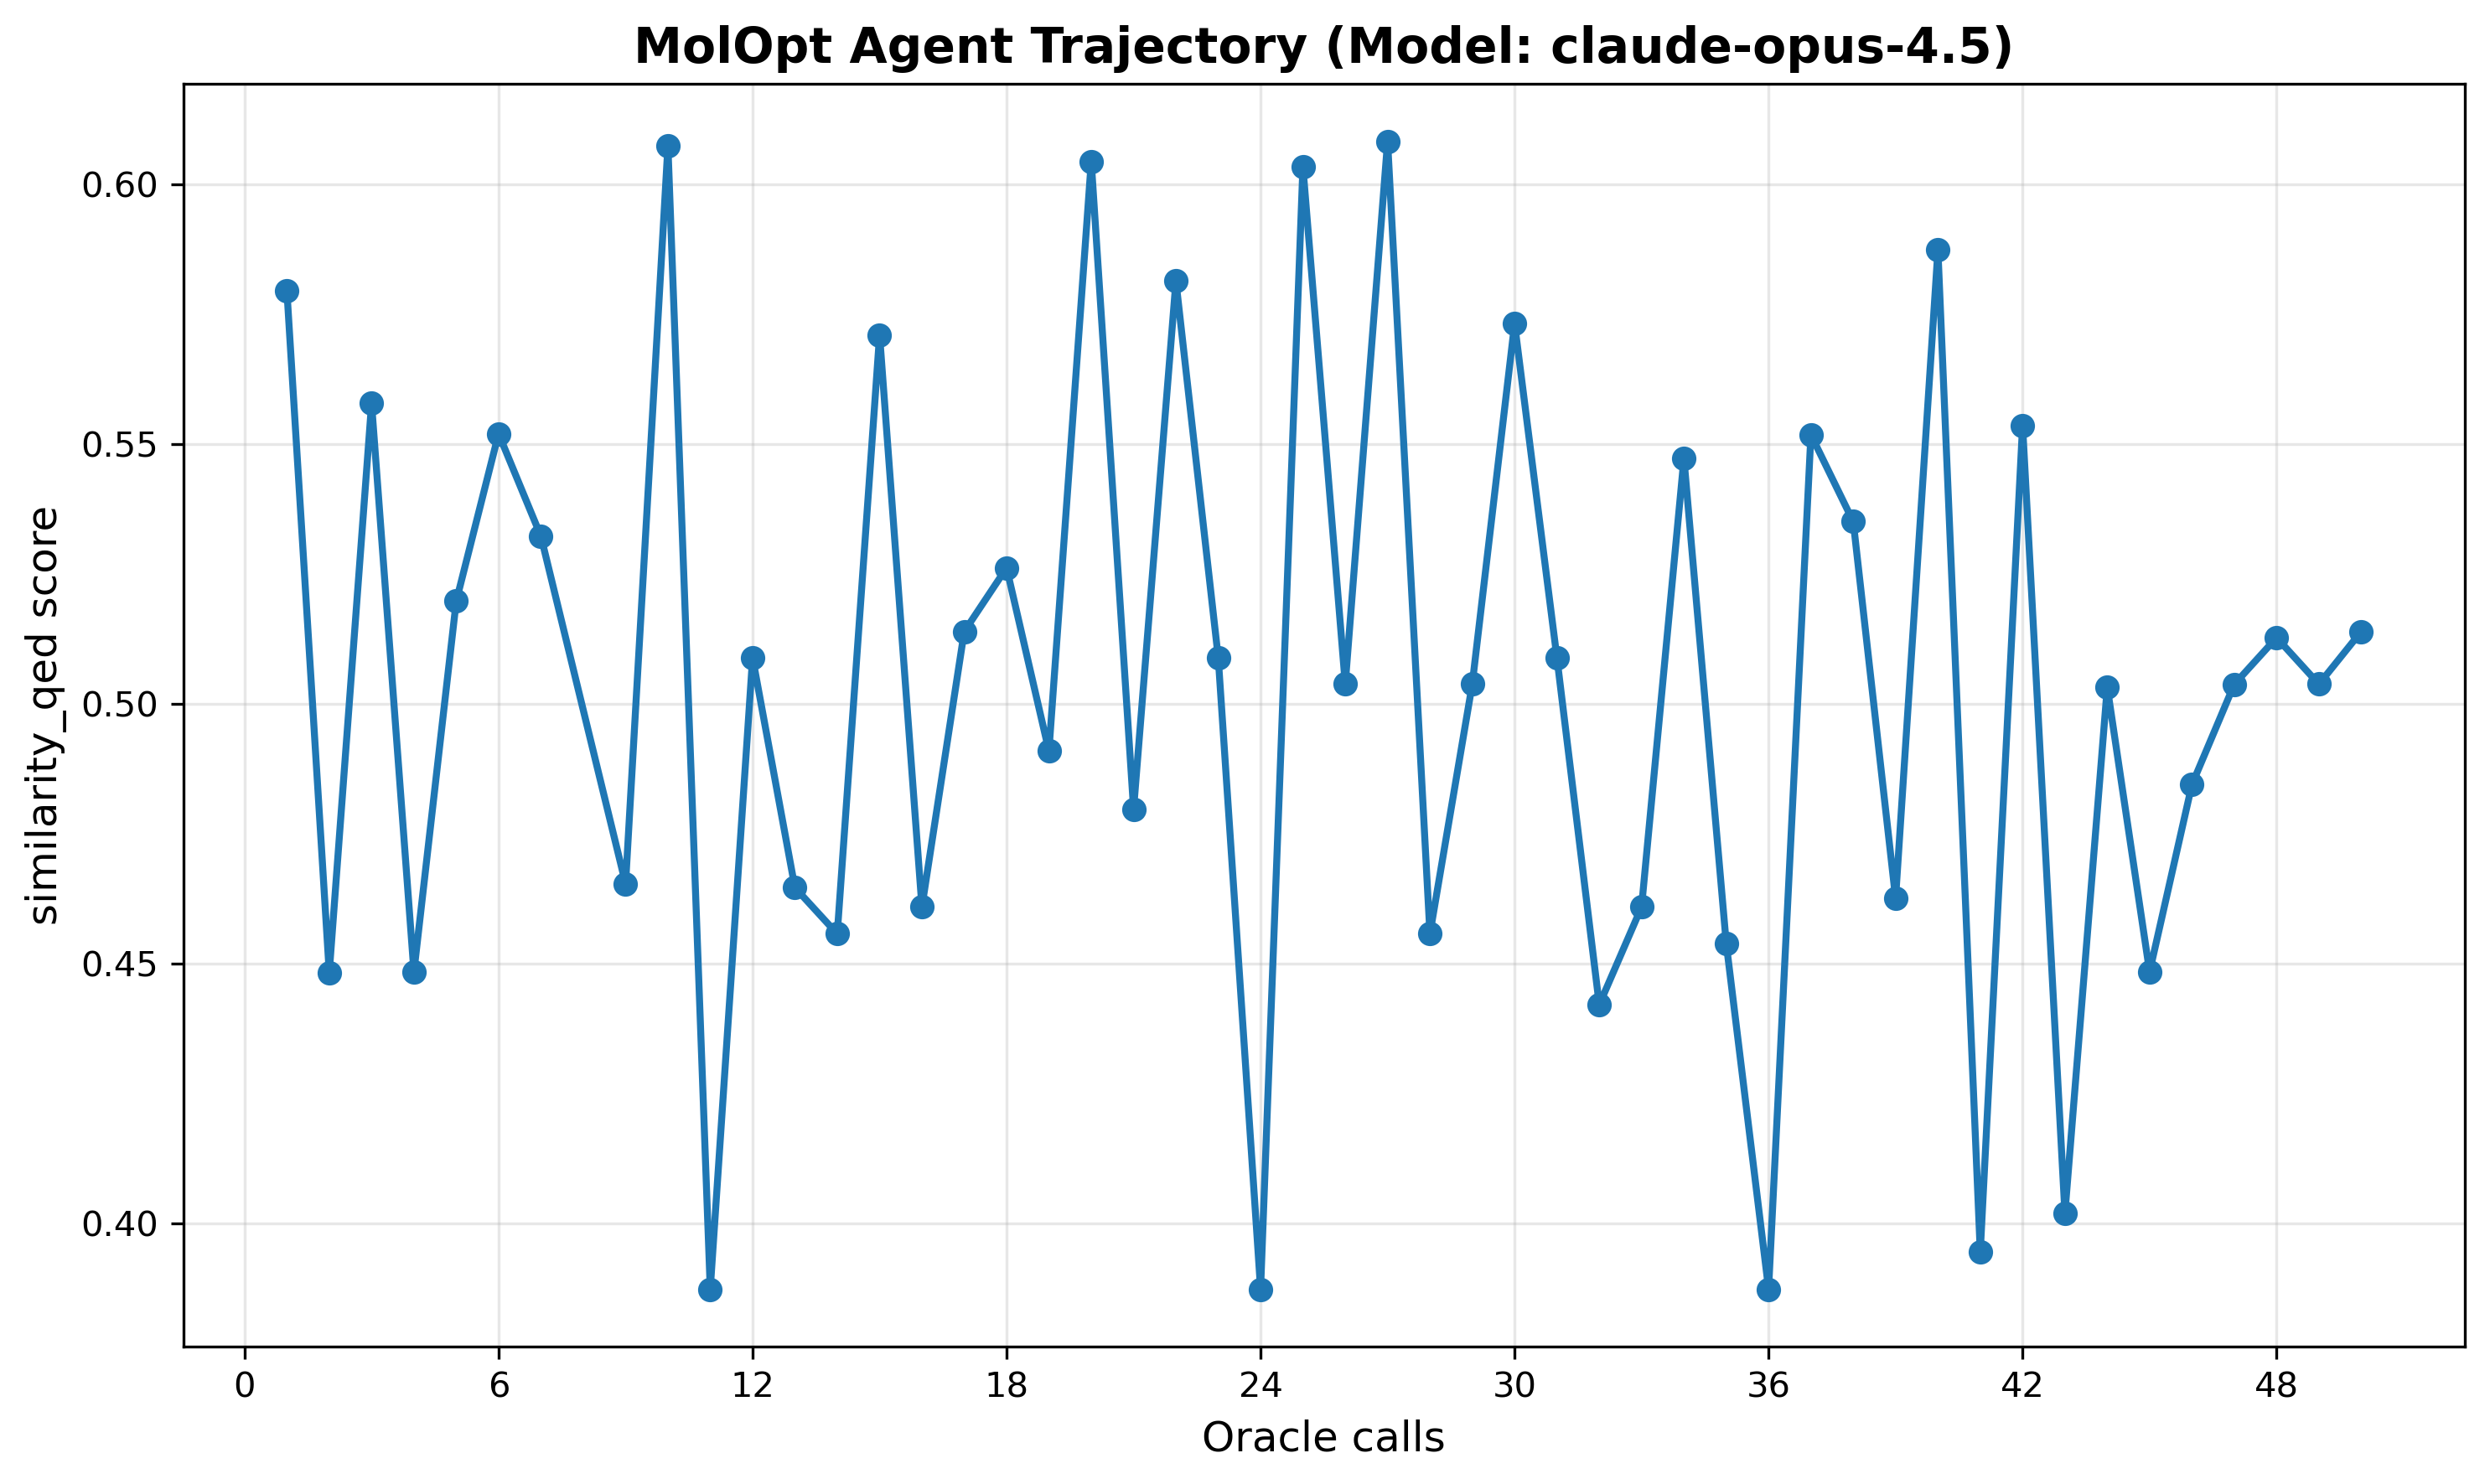 MolOpt Agent Trajectory (Model: claude-opus-4.5)
similarity_qed score
0.60
0.55
0.50
0.45
0.40
0 6 12 18 24 30 36 42 48
Oracle calls